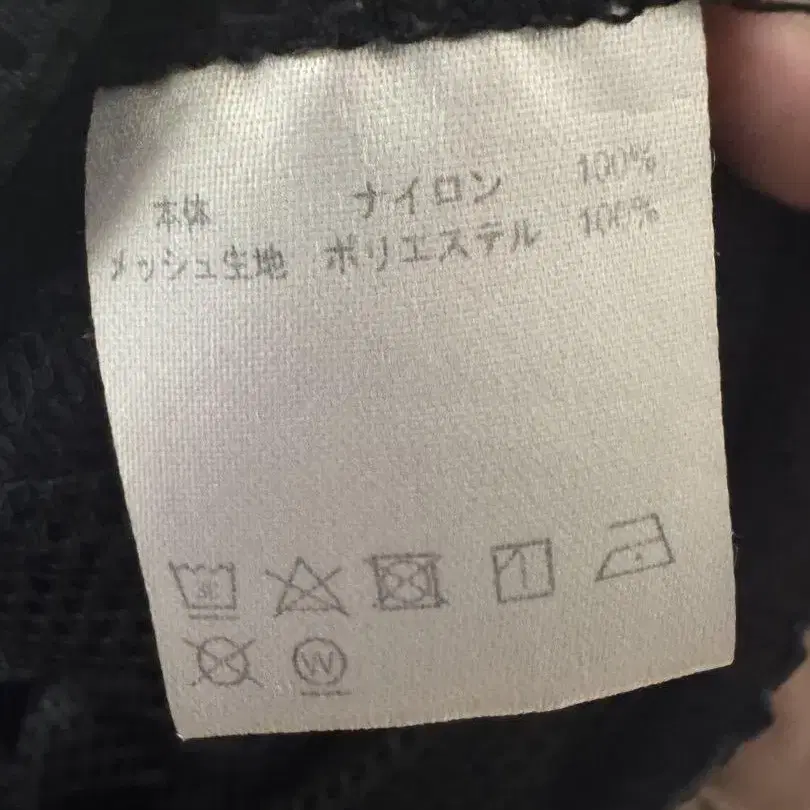 本体 ナイロン 100%
メッシュ生地 ポリエステル 100%
W